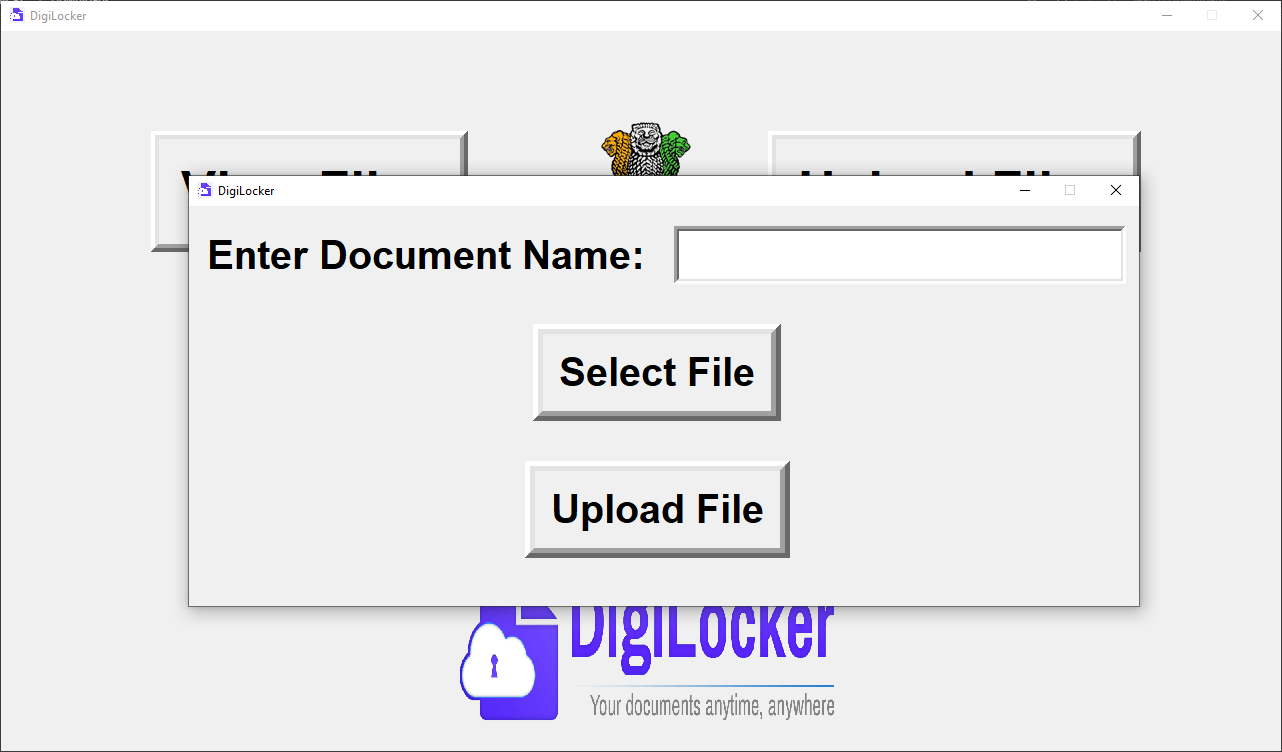 DigiLocker
DigiLocker
Enter Document Name:
Select File
Upload File
DigiLocker
Your documents anytime, anywhere